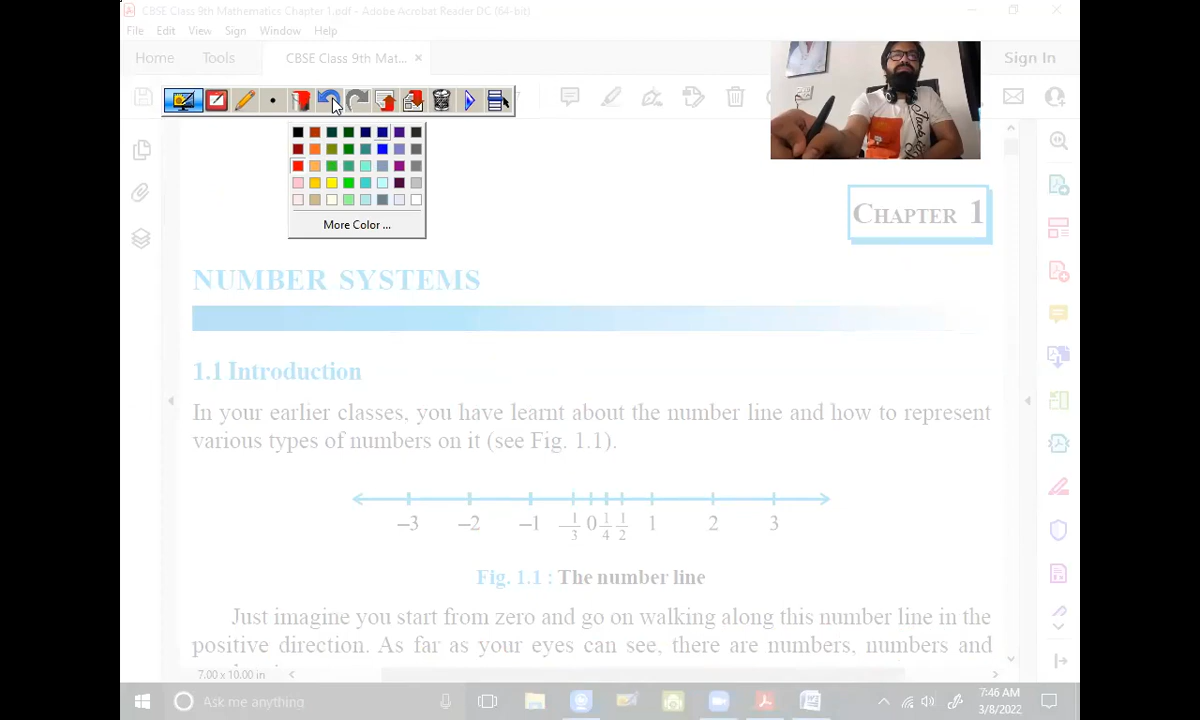 CBSE Class 9th Mathematics Chapter 1.pdf - Adobe Acrobat Reader DC (64-bit)
File Edit View Sign Window Help
Home Tools CBSE Class 9th Mat... × Sign In
More Color ...
CHAPTER 1
NUMBER SYSTEMS
1.1 Introduction
In your earlier classes, you have learnt about the number line and how to represent
various types of numbers on it (see Fig. 1.1).
–3 –2 –1 –1/3 0 1/4 1/2 1 2 3
Fig. 1.1 : The number line
Just imagine you start from zero and go on walking along this number line in the
positive direction. As far as your eyes can see, there are numbers, numbers and
7.00 x 10.00 in
Ask me anything
7:46 AM
3/8/2022